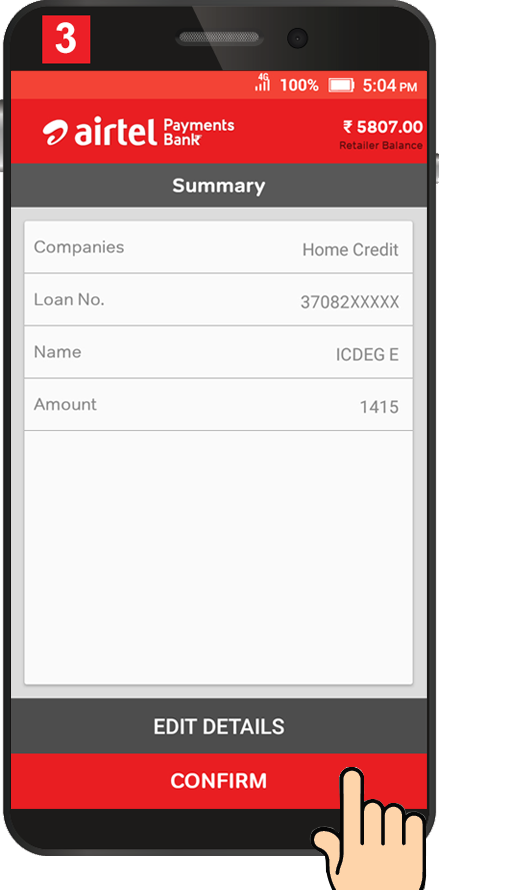 3
4G 100% 5:04 PM
airtel Payments Bank
₹ 5807.00
Retailer Balance
Summary
Companies Home Credit
Loan No. 37082XXXXX
Name ICDEG E
Amount 1415
EDIT DETAILS
CONFIRM